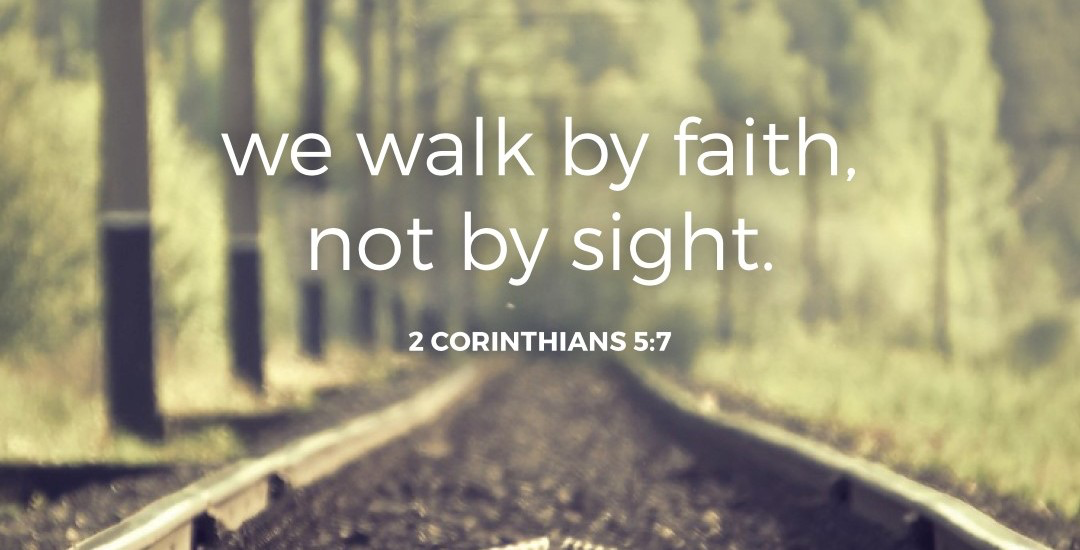 we walk by faith,
not by sight.
2 CORINTHIANS 5:7